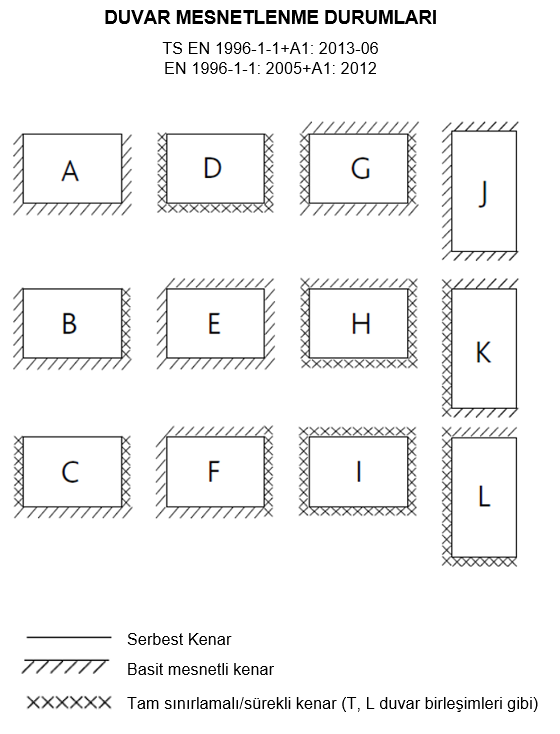 DUVAR MESNETLENME DURUMLARI
TS EN 1996-1-1+A1: 2013-06
EN 1996-1-1: 2005+A1: 2012
A
D
G
J
B
E
H
K
C
F
I
L
Serbest Kenar
Basit mesnetli kenar
Tam sınırlamalı/sürekli kenar (T, L duvar birleşimleri gibi)